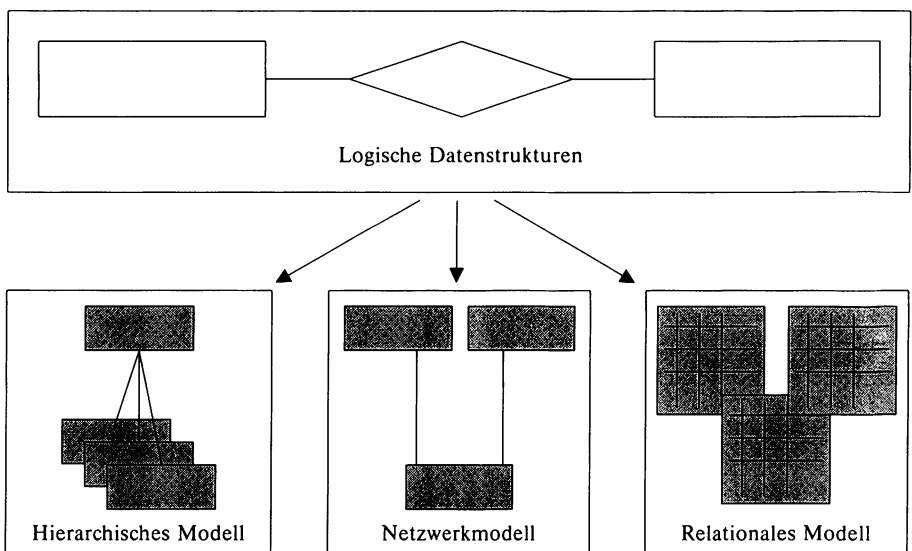 Logische Datenstrukturen
Hierarchisches Modell
Netzwerkmodell
Relationales Modell